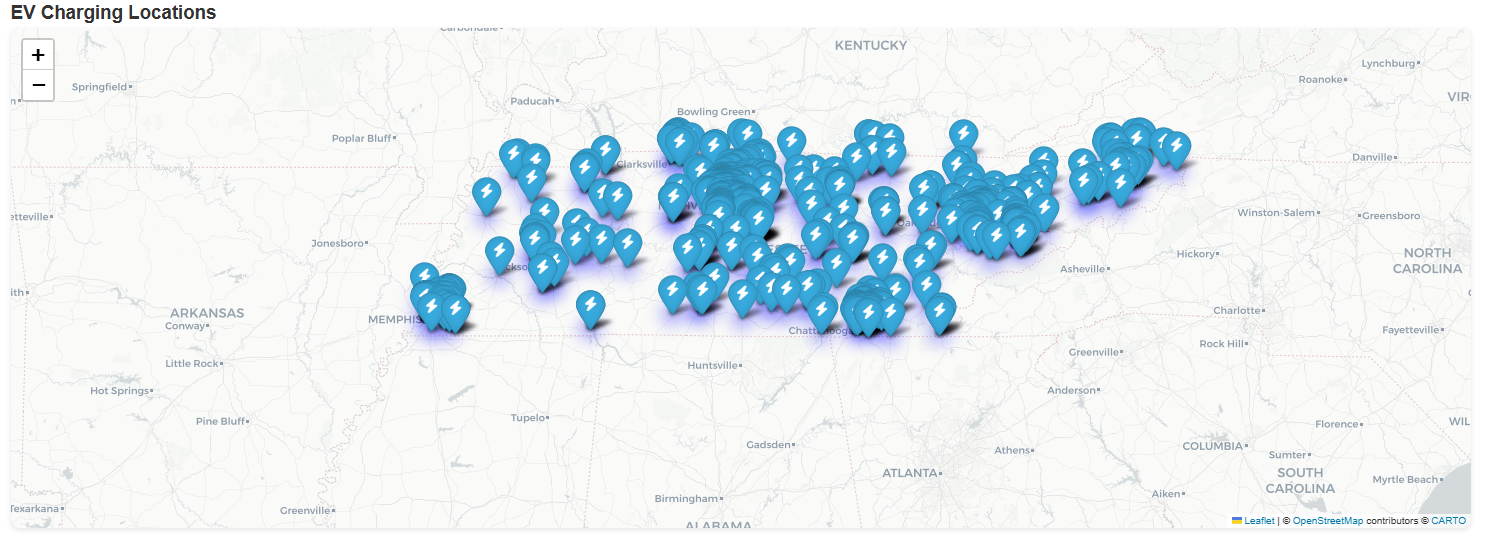 EV Charging Locations
+
−
Carbondale
KENTUCKY
Lynchburg
Springfield
Roanoke
VIR
Paducah
Bowling Green
Poplar Bluff
Danville
Clarksville
etteville
Winston-Salem
Greensboro
Jonesboro
Hickory
NORTH
CAROLINA
Asheville
ith
ARKANSAS
Conway
MEMPHIS
Chattanooga
Charlotte
Fayetteville
Rock Hill
Greenville
Little Rock
Huntsville
Hot Springs
Anderson
Pine Bluff
Tupelo
Florence
WIL
Gadsden
Athens
COLUMBIA
Sumter
ATLANTA
SOUTH
CAROLINA
Myrtle Beach
Aiken
Birmingham
Texarkana
Greenville
ALABAMA
Leaflet | © OpenStreetMap contributors © CARTO